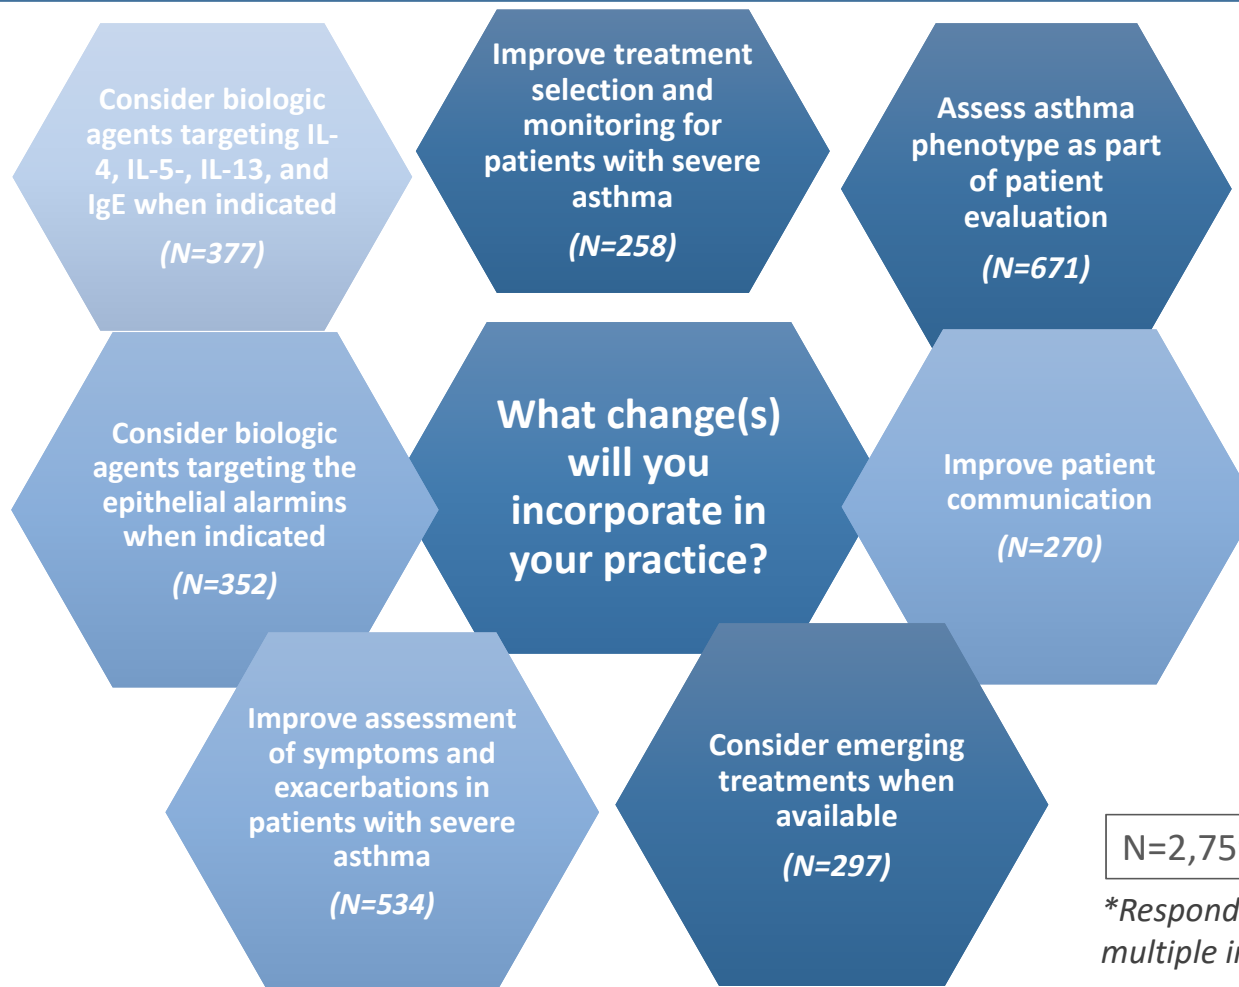 Consider biologic
agents targeting IL-
4, IL-5-, IL-13, and
IgE when indicated
(N=377)
Improve treatment
selection and
monitoring for
patients with severe
asthma
(N=258)
Assess asthma
phenotype as part
of patient
evaluation
(N=671)
Consider biologic
agents targeting the
epithelial alarmins
when indicated
(N=352)
What change(s)
will you
incorporate in
your practice?
Improve patient
communication
(N=270)
Improve assessment
of symptoms and
exacerbations in
patients with severe
asthma
(N=534)
Consider emerging
treatments when
available
(N=297)
N=2,75
*Respond
multiple